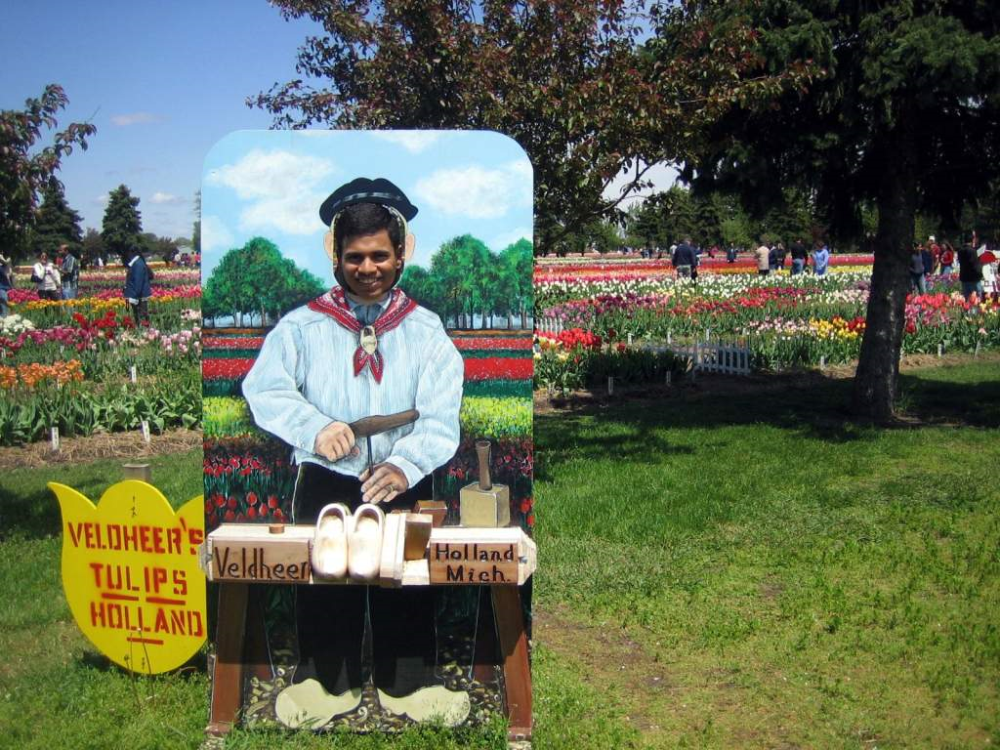 VELDHEER'S
TULIPS
HOLLAND
Veldheer
Holland
Mich.